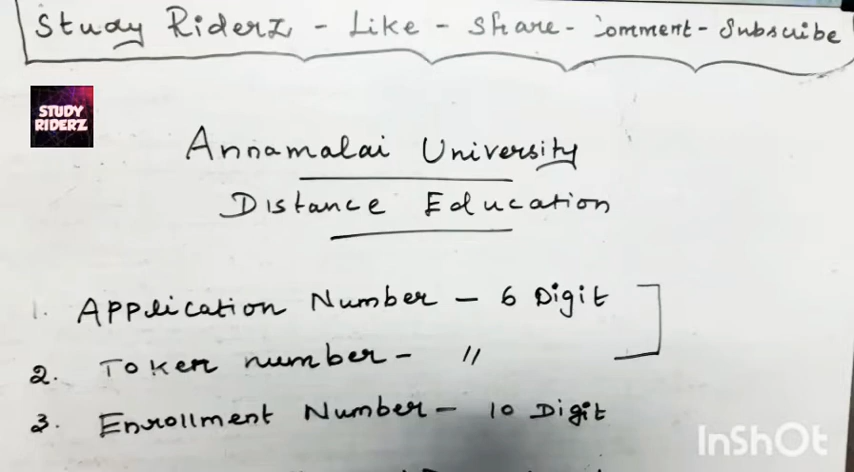 Study Riderz - Like - Share - Comment - Subscribe
STUDY
RIDERZ
Annamalai University
Distance Education
1. Application Number - 6 Digit
2. Token number - "
3. Enrollment Number - 10 Digit
InShOt